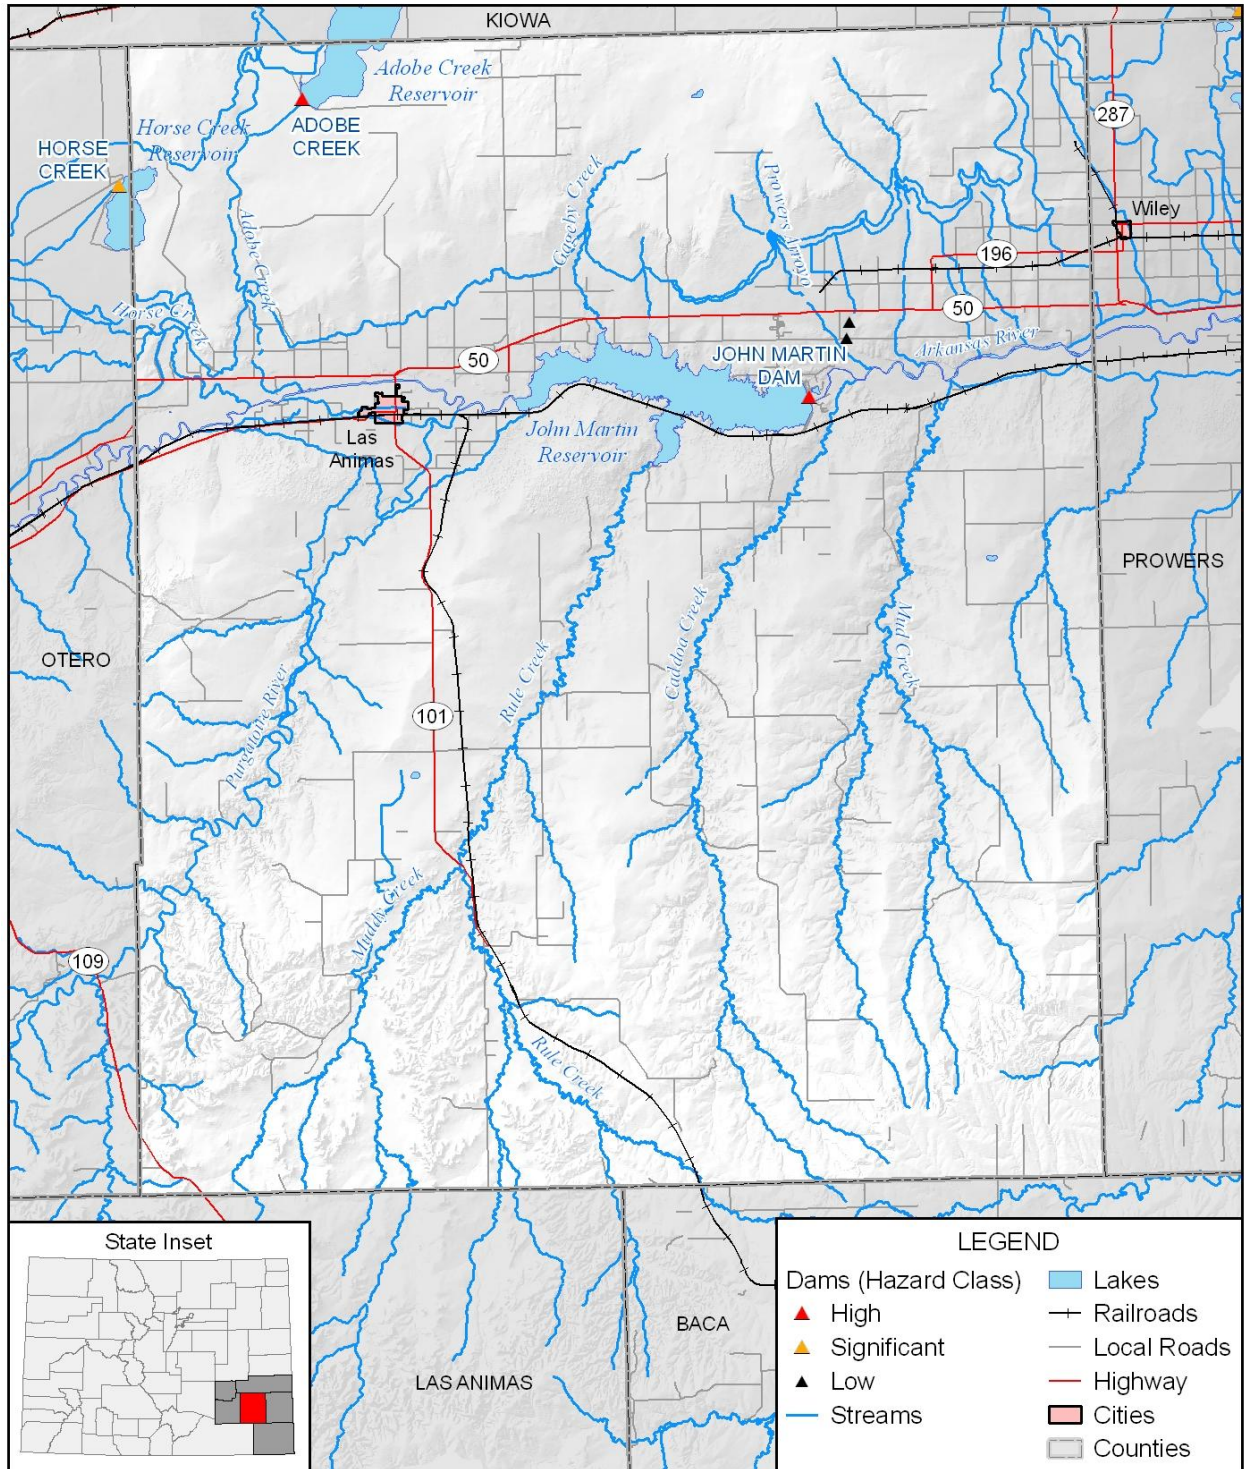 KIOWA
Adobe Creek
Reservoir
ADOBE
CREEK
Horse Creek
Reservoir
HORSE
CREEK
287
Gageby Creek
Prowers Arroyo
Wiley
Adobe Creek
196
Horse Creek
50
Arkansas River
50
JOHN MARTIN
DAM
Las
Animas
John Martin
Reservoir
PROWERS
OTERO
Mud Creek
Caddoa Creek
Rule Creek
Purgatoire River
101
Muddy Creek
109
Rule Creek
BACA
LAS ANIMAS
State Inset
LEGEND
Dams (Hazard Class)
High
Significant
Low
Streams
Lakes
Railroads
Local Roads
Highway
Cities
Counties